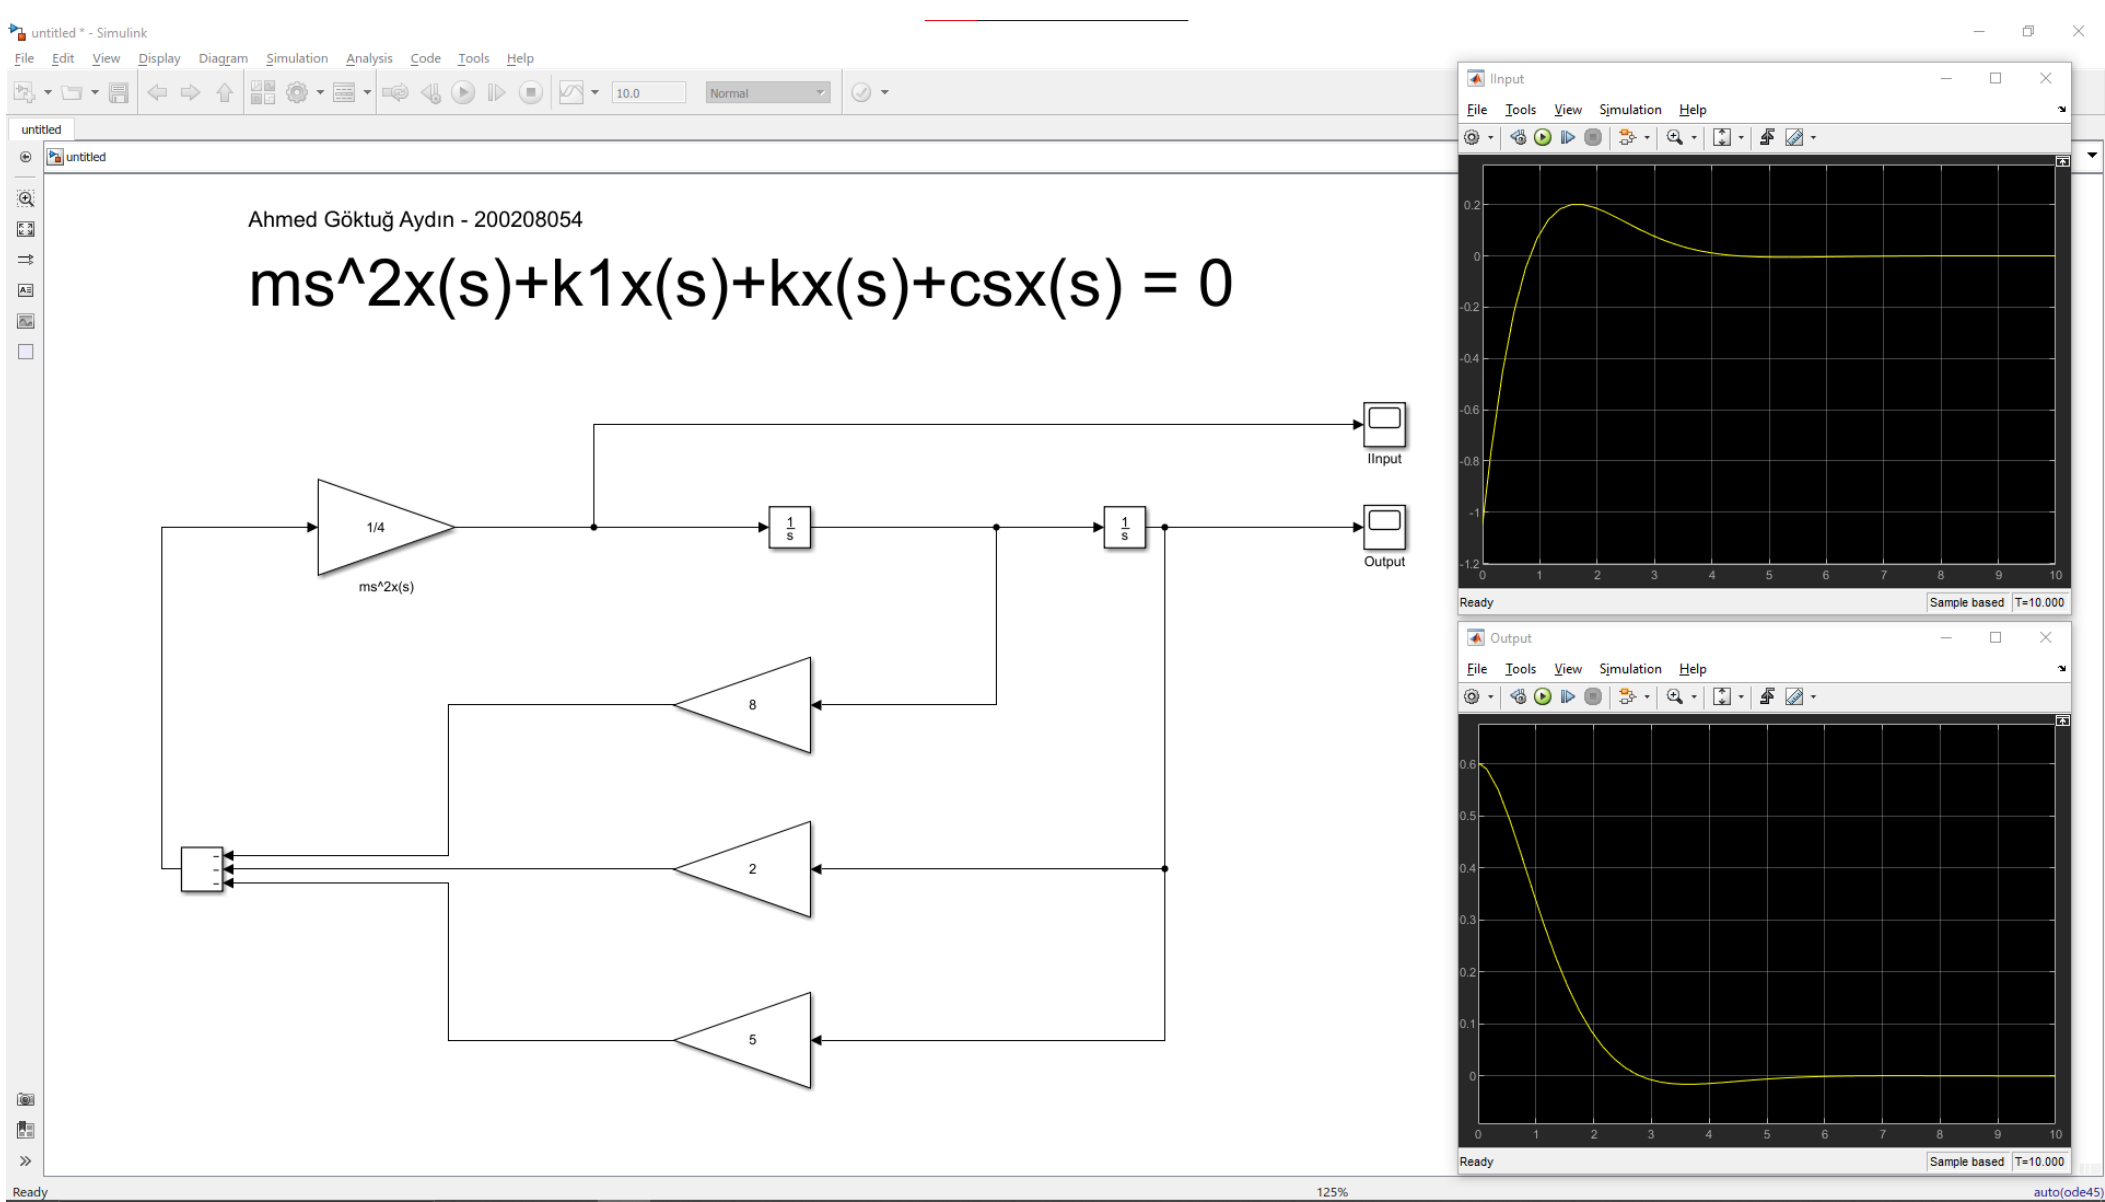 untitled * - Simulink
File Edit View Display Diagram Simulation Analysis Code Tools Help
10.0 Normal
untitled
untitled
Ahmed Göktuğ Aydın - 200208054
ms^2x(s)+k1x(s)+kx(s)+csx(s) = 0
IInput
1/4
1
s
1
s
Output
ms^2x(s)
8
-
-
-
2
5
IInput
File Tools View Simulation Help
0.2
0
-0.2
-0.4
-0.6
-0.8
-1
-1.2
0 1 2 3 4 5 6 7 8 9 10
Ready Sample based T=10.000
Output
File Tools View Simulation Help
0.6
0.5
0.4
0.3
0.2
0.1
0
0 1 2 3 4 5 6 7 8 9 10
Ready Sample based T=10.000
Ready 125% auto(ode45)